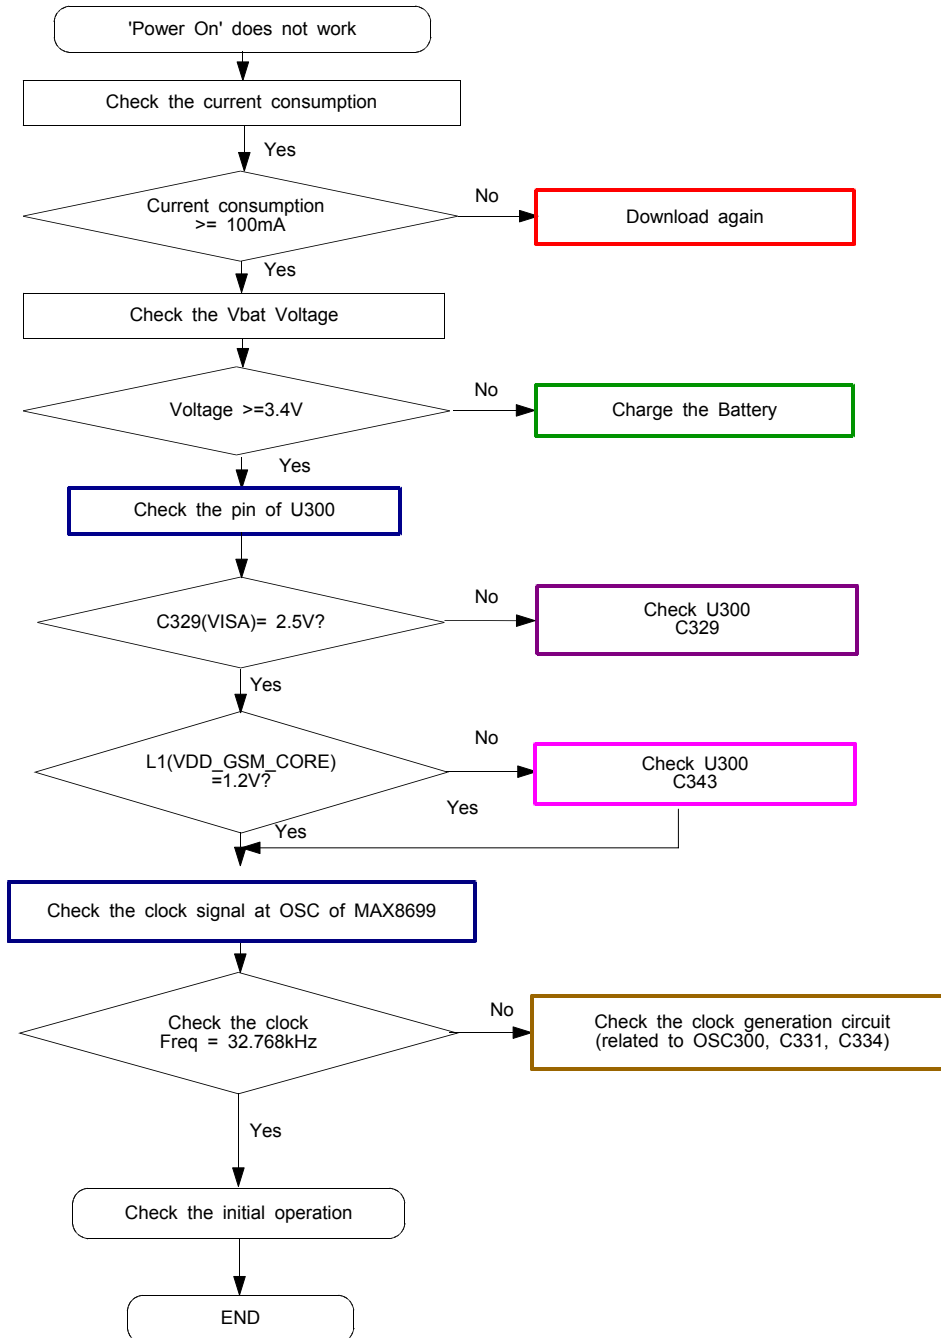 'Power On' does not work
Check the current consumption
Yes
Current consumption
>= 100mA
No
Download again
Yes
Check the Vbat Voltage
Voltage >=3.4V
No
Charge the Battery
Yes
Check the pin of U300
C329(VISA)= 2.5V?
No
Check U300
C329
Yes
L1(VDD_GSM_CORE)
=1.2V?
No
Check U300
C343
Yes
Yes
Check the clock signal at OSC of MAX8699
Check the clock
Freq = 32.768kHz
No
Check the clock generation circuit
(related to OSC300, C331, C334)
Yes
Check the initial operation
END